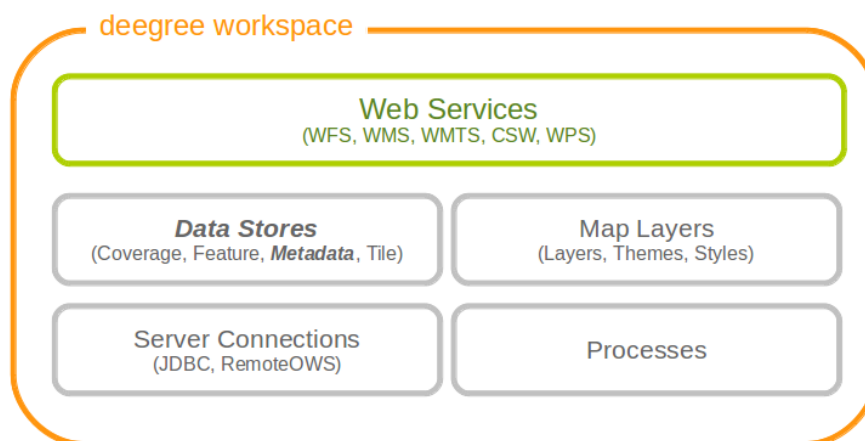 deegree workspace
Web Services
(WFS, WMS, WMTS, CSW, WPS)
Data Stores
(Coverage, Feature, Metadata, Tile)
Map Layers
(Layers, Themes, Styles)
Server Connections
(JDBC, RemoteOWS)
Processes